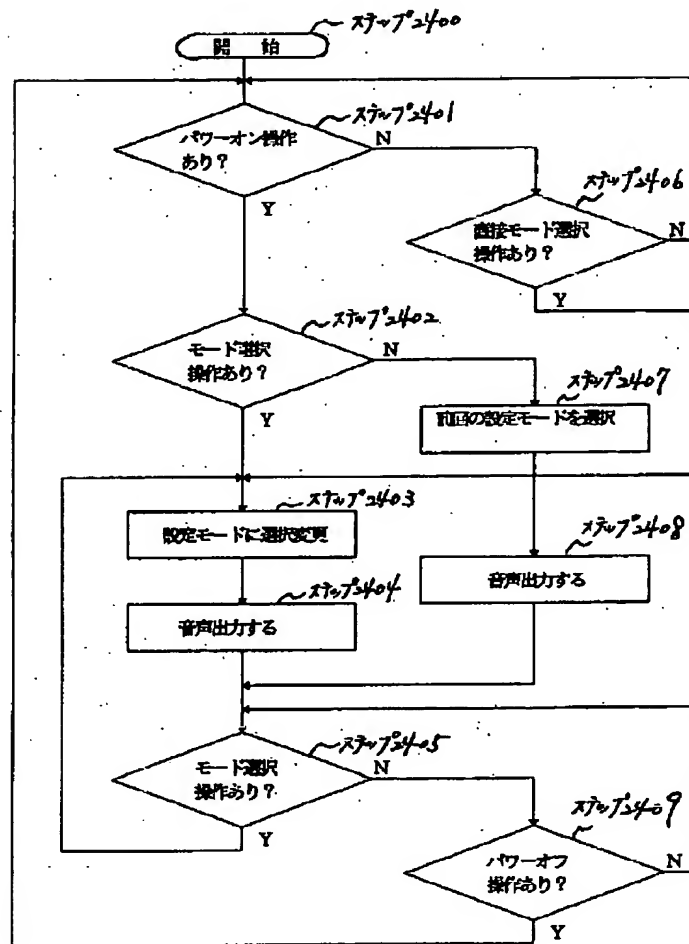 ステップ2400
開 始
ステップ2401
パワーオン操作
あり？
N
Y
ステップ2406
直接モード選択
操作あり？
N
Y
ステップ2402
モード選択
操作あり？
N
Y
ステップ2407
前回の設定モードを選択
ステップ2403
設定モードに選択変更
ステップ2408
音声出力する
ステップ2404
音声出力する
ステップ2405
モード選択
操作あり？
N
Y
ステップ2409
パワーオフ
操作あり？
N
Y